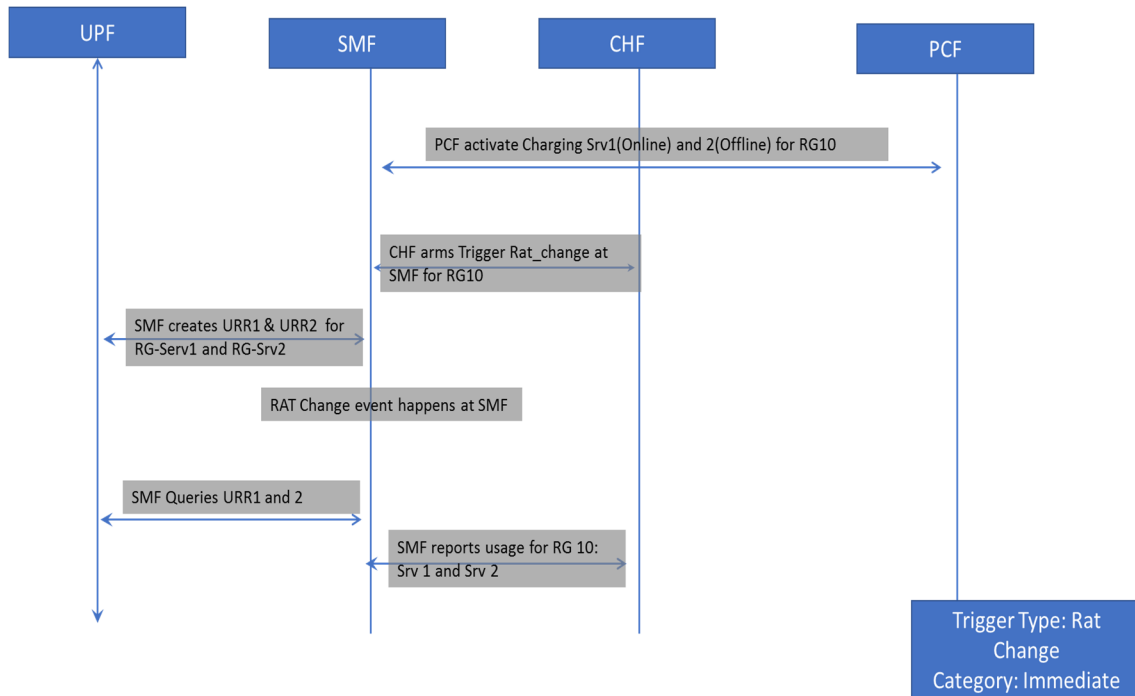 UPF
SMF
CHF
PCF
PCF activate Charging Srv1(Online) and 2(Offline) for RG10
CHF arms Trigger Rat_change at
SMF for RG10
SMF creates URR1 & URR2 for
RG-Serv1 and RG-Srv2
RAT Change event happens at SMF
SMF Queries URR1 and 2
SMF reports usage for RG 10:
Srv 1 and Srv 2
Trigger Type: Rat
Change
Category: Immediate